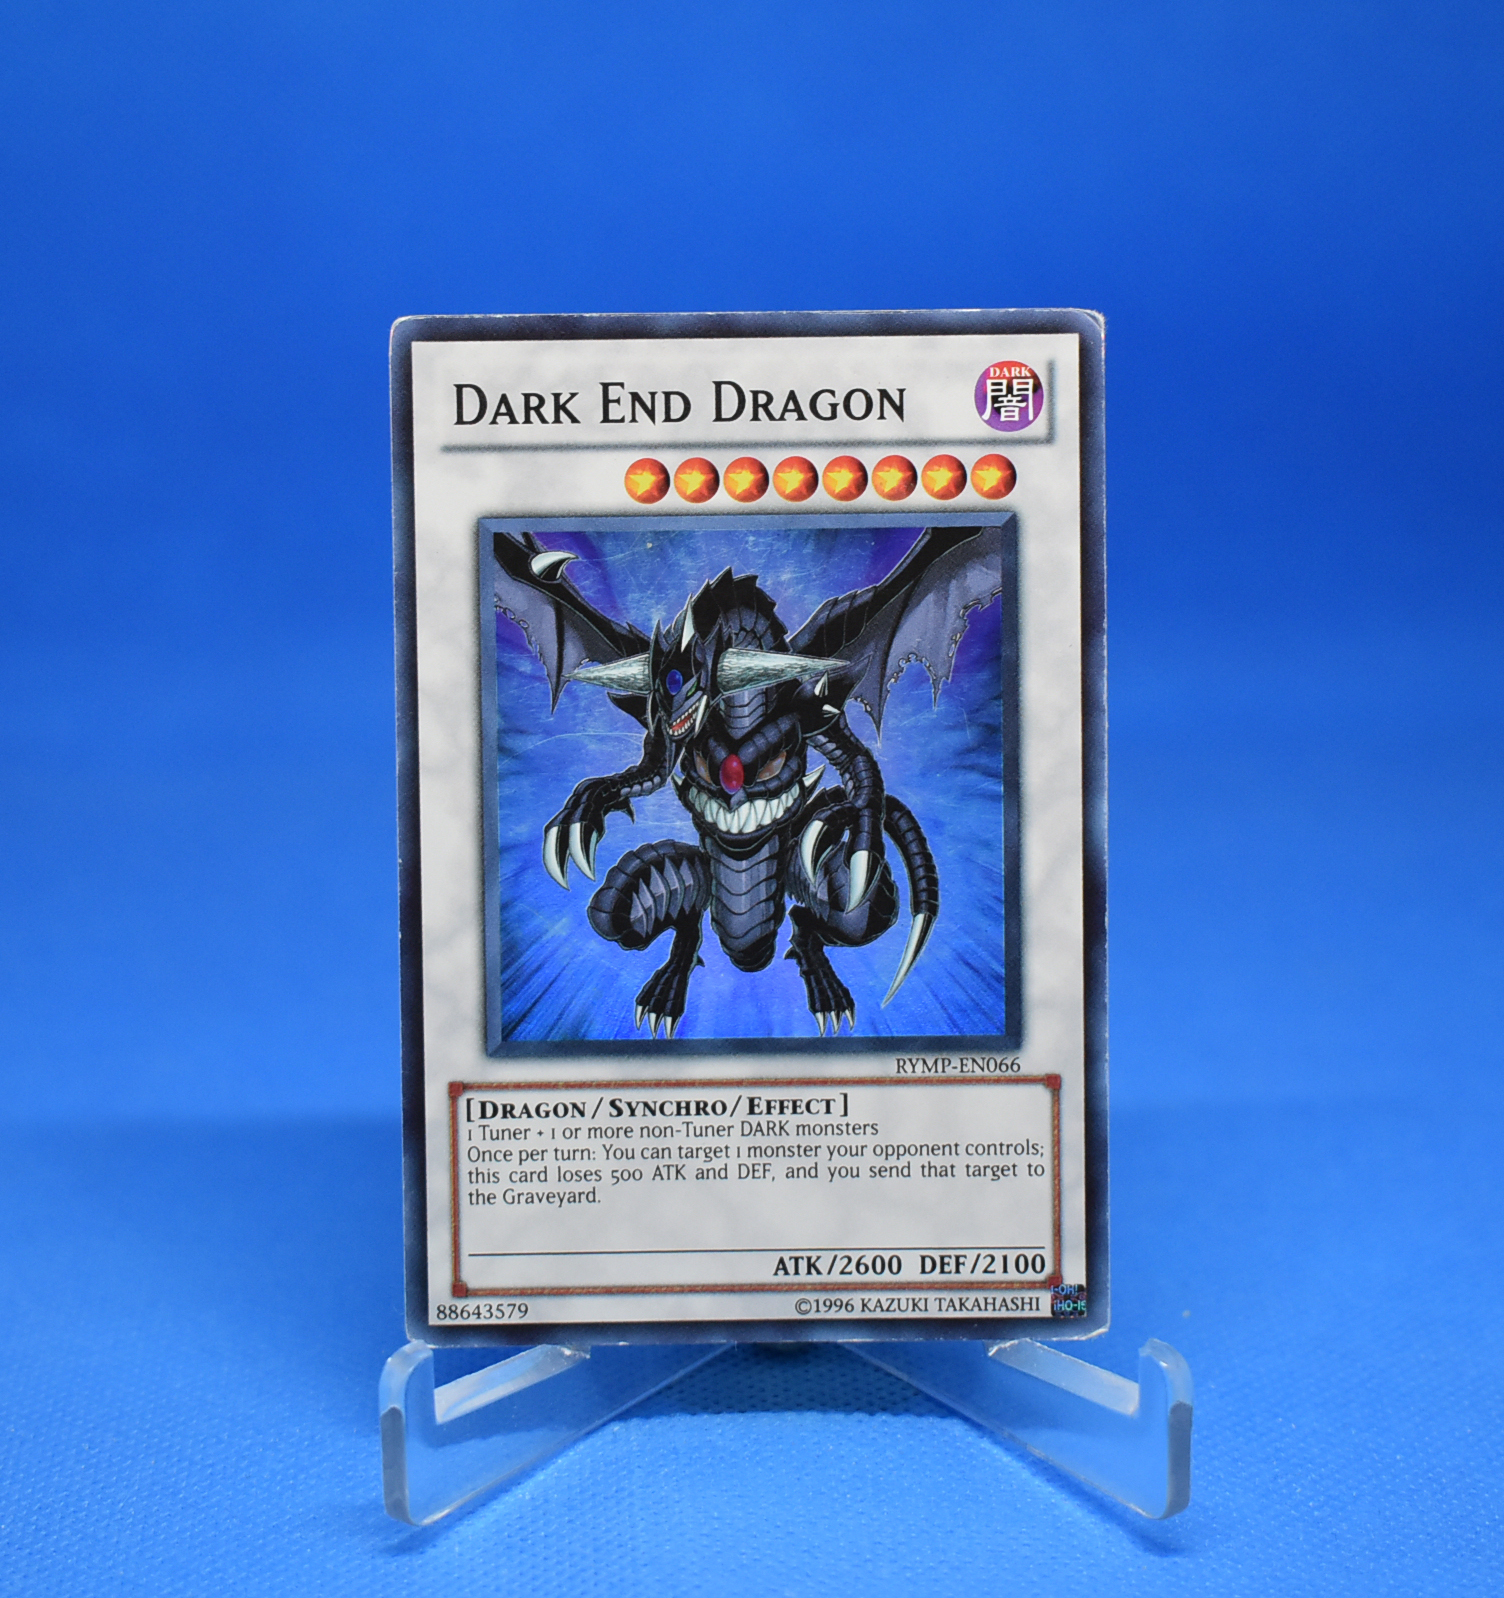 DARK END DRAGON
DARK
闇
RYMP-EN066
[DRAGON/SYNCHRO/EFFECT]
1 Tuner + 1 or more non-Tuner DARK monsters
Once per turn: You can target 1 monster your opponent controls;
this card loses 500 ATK and DEF, and you send that target to
the Graveyard.
ATK/2600 DEF/2100
88643579
©1996 KAZUKI TAKAHASHI